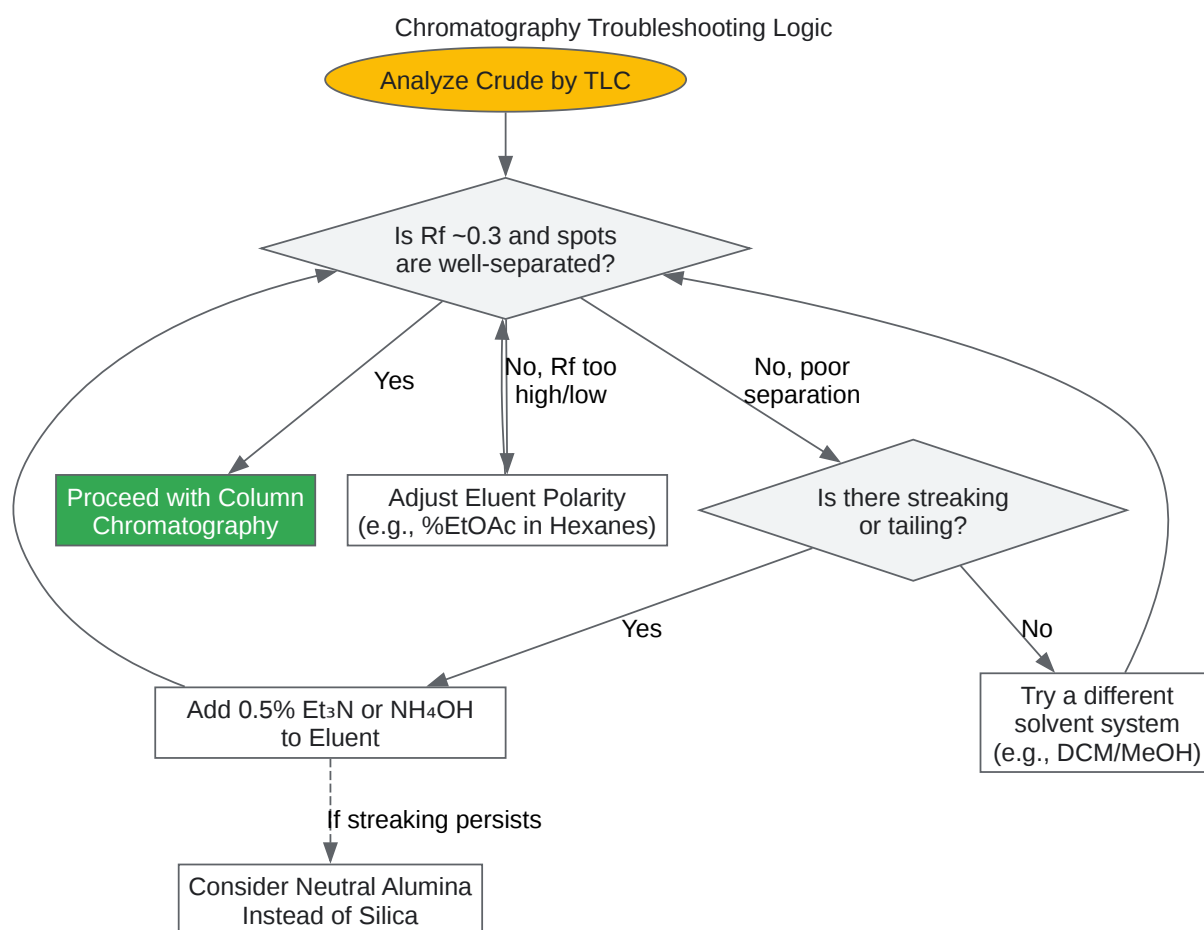 Chromatography Troubleshooting Logic
Analyze Crude by TLC
Is Rf ~0.3 and spots
are well-separated?
Yes
No, Rf too
high/low
No, poor
separation
Proceed with Column
Chromatography
Adjust Eluent Polarity
(e.g., %EtOAc in Hexanes)
Is there streaking
or tailing?
Yes
No
Add 0.5% Et₃N or NH₄OH
to Eluent
Try a different
solvent system
(e.g., DCM/MeOH)
If streaking persists
Consider Neutral Alumina
Instead of Silica